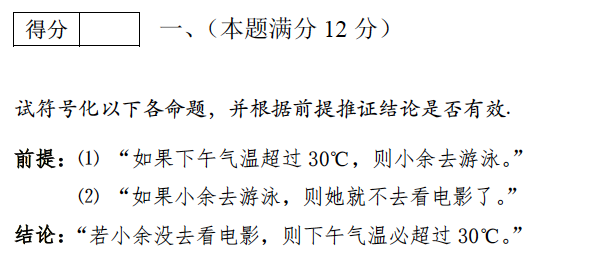 得分 一、（本题满分 12 分）
试符号化以下各命题，并根据前提推证结论是否有效.
前提：⑴ “如果下午气温超过 30℃，则小余去游泳。”
⑵ “如果小余去游泳，则她就不去看电影了。”
结论：“若小余没去看电影，则下午气温必超过 30℃。”